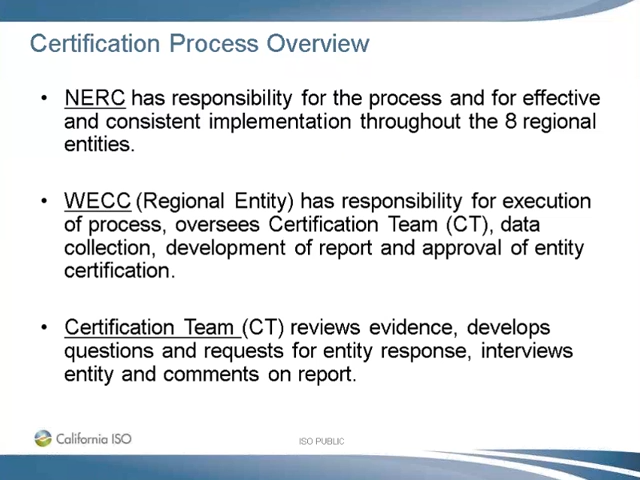 Certification Process Overview
• NERC has responsibility for the process and for effective
and consistent implementation throughout the 8 regional
entities.
• WECC (Regional Entity) has responsibility for execution
of process, oversees Certification Team (CT), data
collection, development of report and approval of entity
certification.
• Certification Team (CT) reviews evidence, develops
questions and requests for entity response, interviews
entity and comments on report.
California ISO
ISO PUBLIC